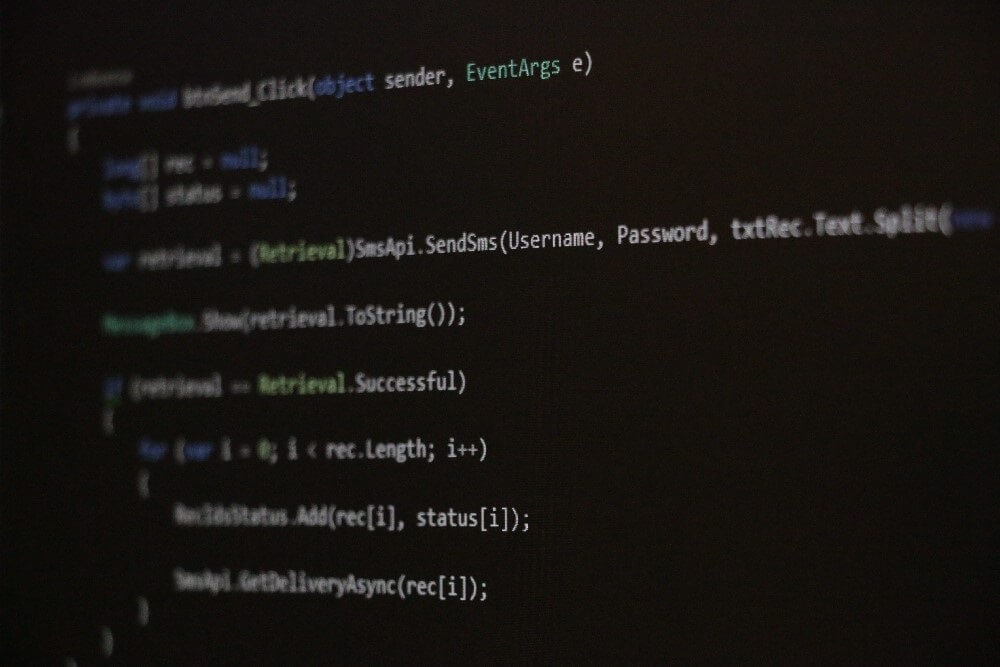 private void btnSend_Click(object sender, EventArgs e)
{
long[] rec = null;
byte[] status = null;
var retrieval = (Retrieval)SmsApi.SendSms(Username, Password, txtRec.Text.Split(new
MessageBox.Show(retrieval.ToString());
if (retrieval == Retrieval.Successful)
{
for (var i = 0; i < rec.Length; i++)
{
RecIdsStatus.Add(rec[i], status[i]);
SmsApi.GetDeliveryAsync(rec[i]);
}
}